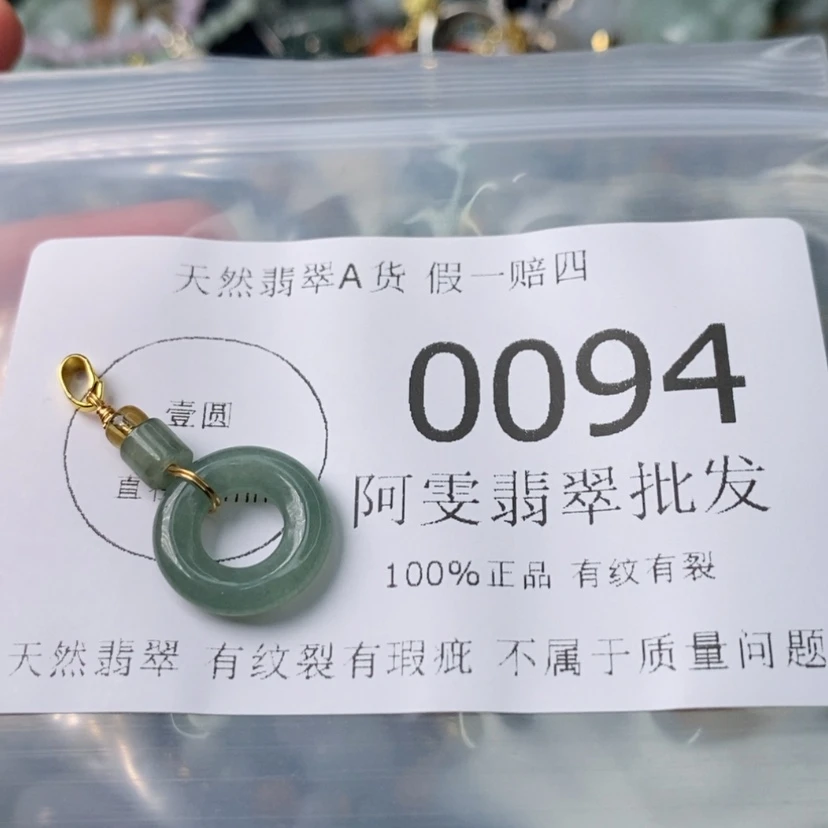 天然翡翠A货 假一赔四
0094
壹圆
阿雯翡翠批发
直
100%正品 有纹有裂
天然翡翠 有纹裂有瑕疵 不属于质量问题